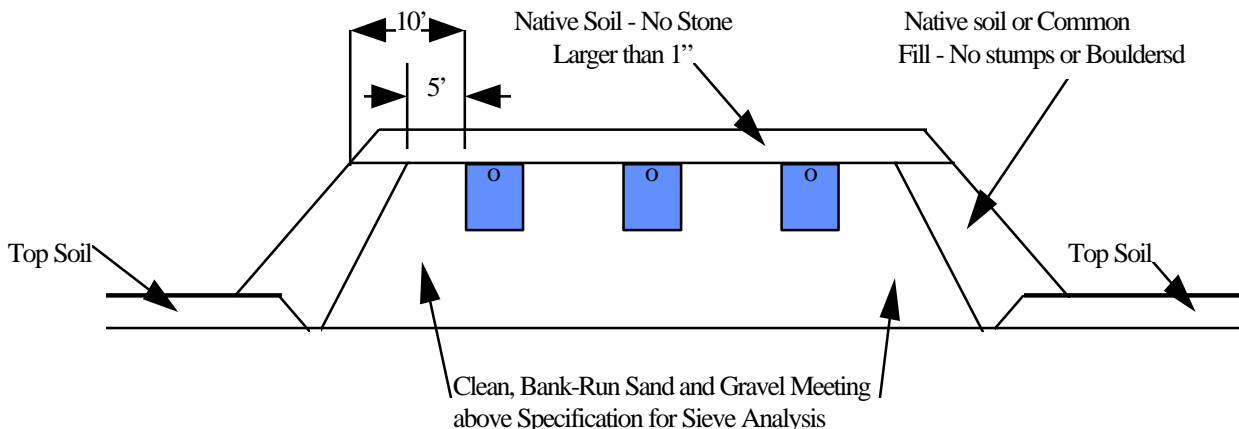 10’
Native Soil - No Stone
Larger than 1”
Native soil or Common
Fill - No stumps or Bouldersd
5’
o o o
Top Soil
Top Soil
Clean, Bank-Run Sand and Gravel Meeting
above Specification for Sieve Analysis